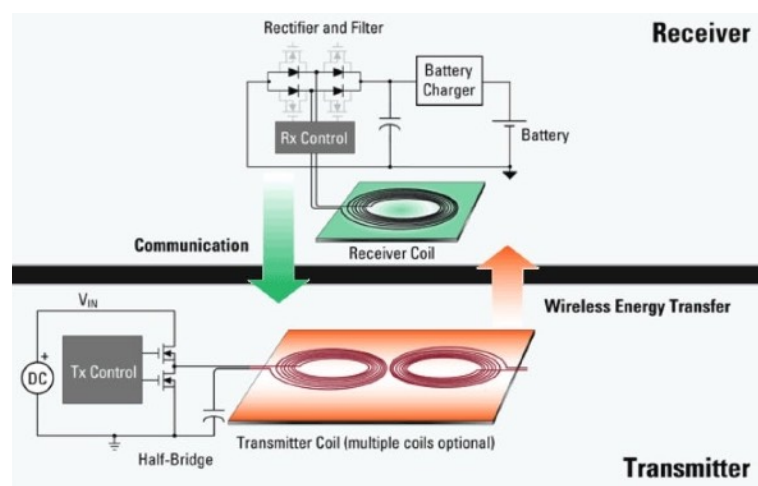 Rectifier and Filter
Receiver
Battery
Charger
Rx Control
Battery
Communication
Receiver Coil
Wireless Energy Transfer
VIN
+
DC
Tx Control
Transmitter Coil (multiple coils optional)
Half-Bridge
Transmitter